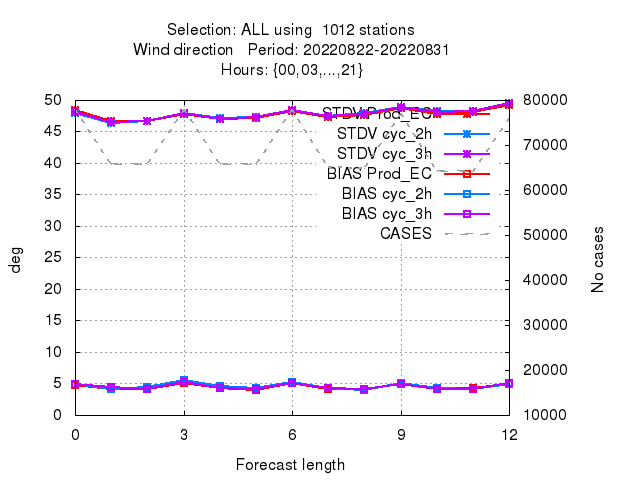 Selection: ALL using  1012 stations
Wind direction   Period: 20220822-20220831
Hours: {00,03,...,21}
50 80000
45 70000
40
35 60000
30 50000
25
20 40000
15 30000
10 20000
5
0 10000
STDV Prod_EC
STDV cyc_2h
STDV cyc_3h
BIAS Prod_EC
BIAS cyc_2h
BIAS cyc_3h
CASES
deg
No cases
0 3 6 9 12
Forecast length